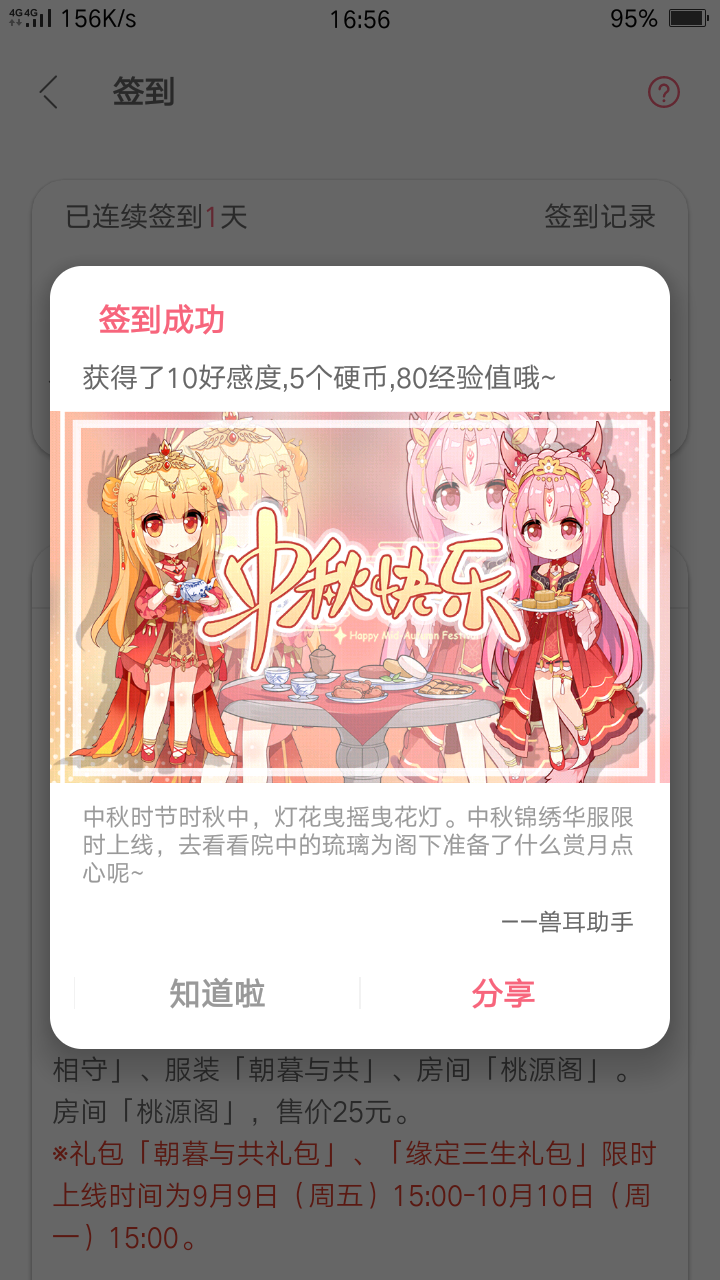 4G 4G 156K/s 16:56 95%
签到 ?
已连续签到1天 签到记录
签到成功
获得了10好感度,5个硬币,80经验值哦~
中秋快乐
Happy Mid-Autumn Festival
中秋时节时秋中，灯花曳摇曳花灯。中秋锦绣华服限
时上线，去看看院中的琉璃为阁下准备了什么赏月点
心呢~
——兽耳助手
知道啦 分享
相守」、服装「朝暮与共」、房间「桃源阁」。
房间「桃源阁」，售价25元。
※礼包「朝暮与共礼包」、「缘定三生礼包」限时
上线时间为9月9日（周五）15:00-10月10日（周
一）15:00。